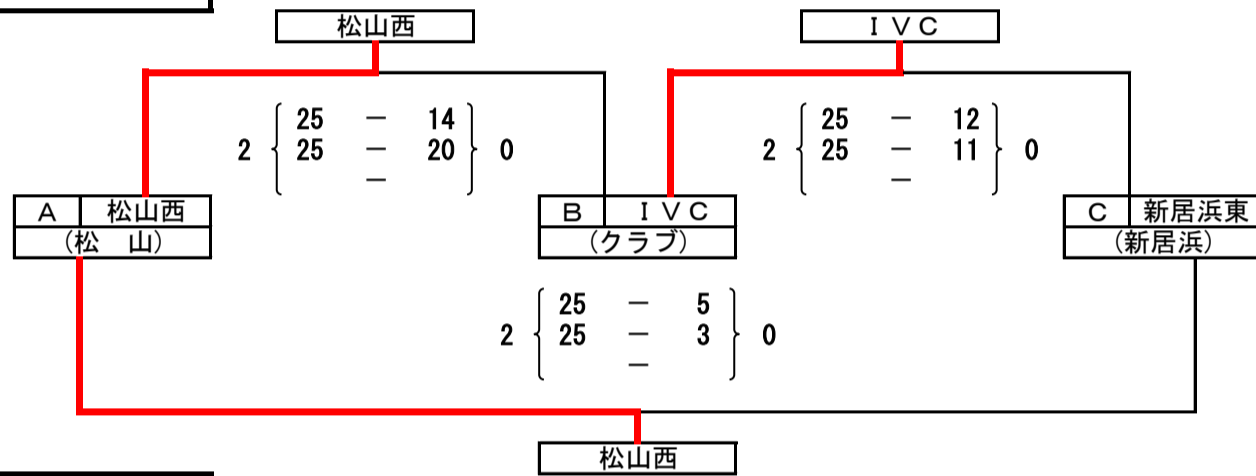 松山西 ＩＶＣ
25 － 14 25 － 12
2 25 － 20 0 2 25 － 11 0
－ －
Ａ 松山西 Ｂ ＩＶＣ Ｃ 新居浜東
(松　山) (クラブ) (新居浜)
25 － 5
2 25 － 3 0
－
松山西